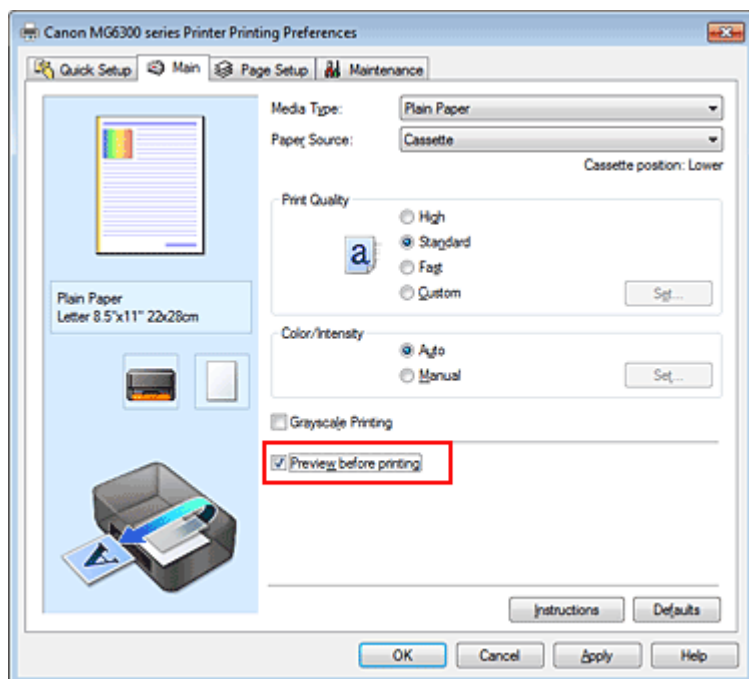 Canon MG6300 series Printer Printing Preferences
Quick Setup Main Page Setup Maintenance
Media Type: Plain Paper
Paper Source: Cassette
Cassette position: Lower
Print Quality
High
Standard
Fast
Custom Set...
Plain Paper
Letter 8.5"x11" 22x28cm
Color/Intensity
Auto
Manual Set...
Grayscale Printing
Preview before printing
Instructions Defaults
OK Cancel Apply Help